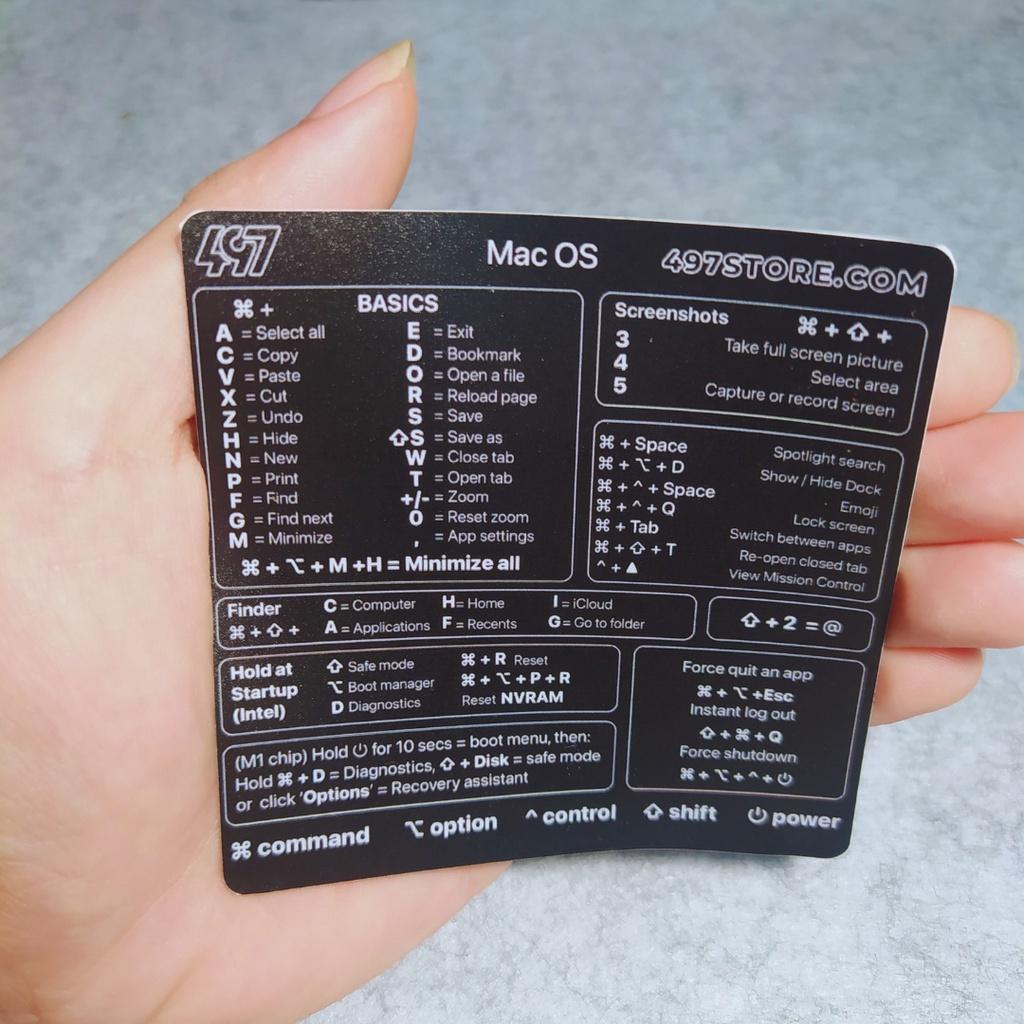 497
Mac OS
497STORE.COM
BASICS
⌘ +
A = Select all
C = Copy
V = Paste
X = Cut
Z = Undo
H = Hide
N = New
P = Print
F = Find
G = Find next
M = Minimize
E = Exit
D = Bookmark
O = Open a file
R = Reload page
S = Save
⇧S = Save as
W = Close tab
T = Open tab
+/- = Zoom
0 = Reset zoom
, = App settings
⌘ + ⌥ + M +H = Minimize all
Screenshots ⌘ + ⇧ +
3 Take full screen picture
4 Select area
5 Capture or record screen
⌘ + Space Spotlight search
⌘ + ⌥ + D Show / Hide Dock
⌘ + ^ + Space Emoji
⌘ + ^ + Q Lock screen
⌘ + Tab Switch between apps
⌘ + ⇧ + T Re-open closed tab
^ + ▲ View Mission Control
Finder C = Computer H= Home I = iCloud
⌘ + ⇧ + A = Applications F = Recents G= Go to folder
⇧ + 2 = @
Hold at
Startup
(Intel)
⇧ Safe mode
⌥ Boot manager
D Diagnostics
⌘ + R Reset
⌘ + ⌥ + P + R
Reset NVRAM
(M1 chip) Hold ⏻ for 10 secs = boot menu, then:
Hold ⌘ + D = Diagnostics, ⇧ + Disk = safe mode
or click 'Options' = Recovery assistant
Force quit an app
⌘ + ⌥ +Esc
Instant log out
⇧ + ⌘ + Q
Force shutdown
⌘ + ⌥ + ^ + ⏻
⌘ command ⌥ option ^ control ⇧ shift ⏻ power